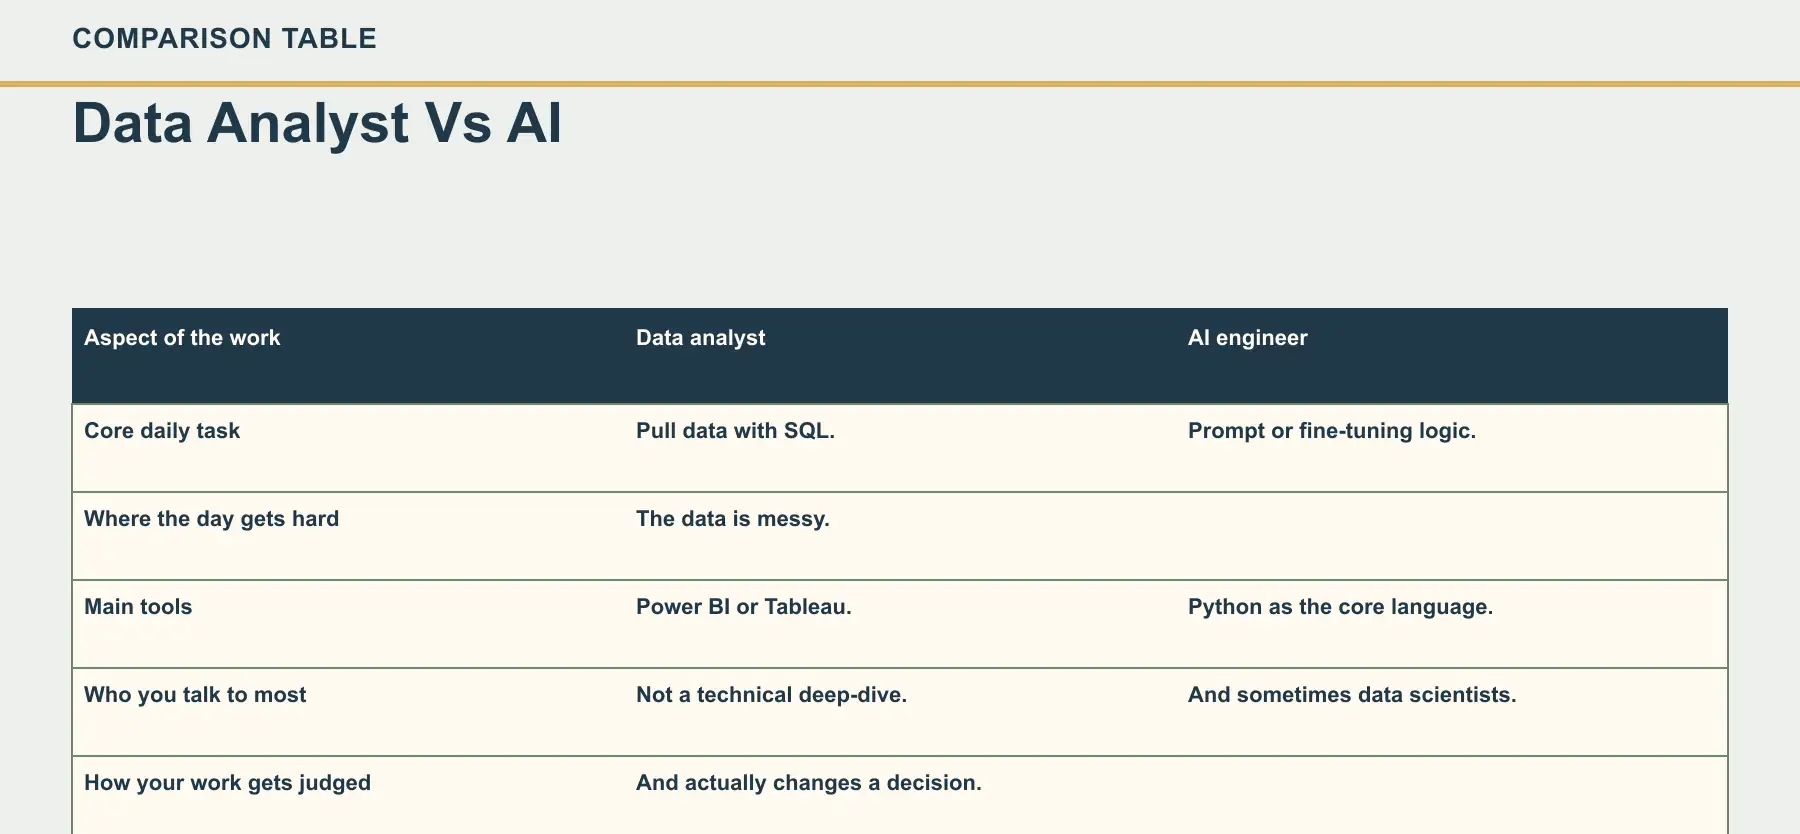 COMPARISON TABLE
Data Analyst Vs AI
Aspect of the work Data analyst AI engineer
Core daily task Pull data with SQL. Prompt or fine-tuning logic.
Where the day gets hard The data is messy.
Main tools Power BI or Tableau. Python as the core language.
Who you talk to most Not a technical deep-dive. And sometimes data scientists.
How your work gets judged And actually changes a decision.